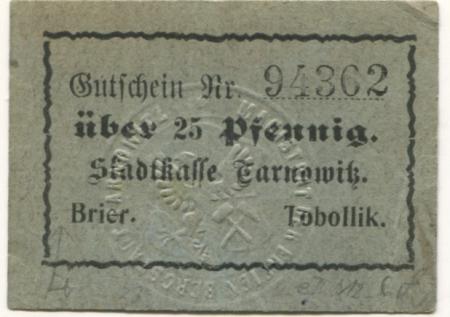 Gutschein Nr. 94362
über 25 Pfennig.
Stadtkasse Tarnowitz.
Brier. Tobollik.